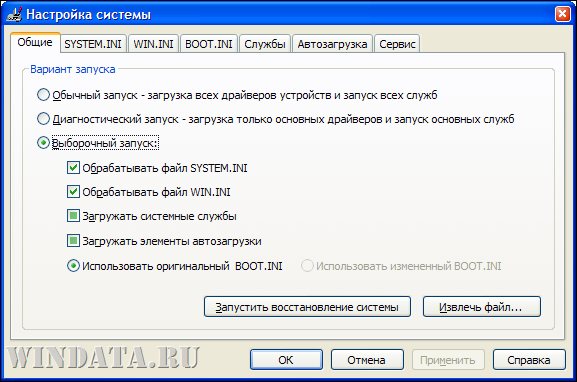 Настройка системы
Общие SYSTEM.INI WIN.INI BOOT.INI Службы Автозагрузка Сервис
Вариант запуска
Обычный запуск - загрузка всех драйверов устройств и запуск всех служб
Диагностический запуск - загрузка только основных драйверов и запуск основных служб
Выборочный запуск:
Обрабатывать файл SYSTEM.INI
Обрабатывать файл WIN.INI
Загружать системные службы
Загружать элементы автозагрузки
Использовать оригинальный BOOT.INI Использовать измененный BOOT.INI
Запустить восстановление системы Извлечь файл...
WINDATA.RU
ОК Отмена Применить Справка